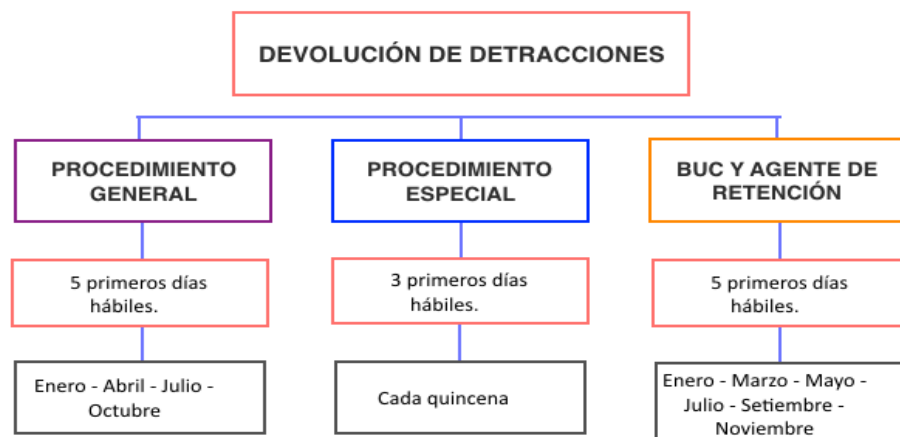 DEVOLUCIÓN DE DETRACCIONES
PROCEDIMIENTO
GENERAL
PROCEDIMIENTO
ESPECIAL
BUC Y AGENTE DE
RETENCIÓN
5 primeros días
hábiles.
3 primeros días
hábiles.
5 primeros días
hábiles.
Enero - Abril - Julio -
Octubre
Cada quincena
Enero - Marzo - Mayo -
Julio - Setiembre -
Noviembre